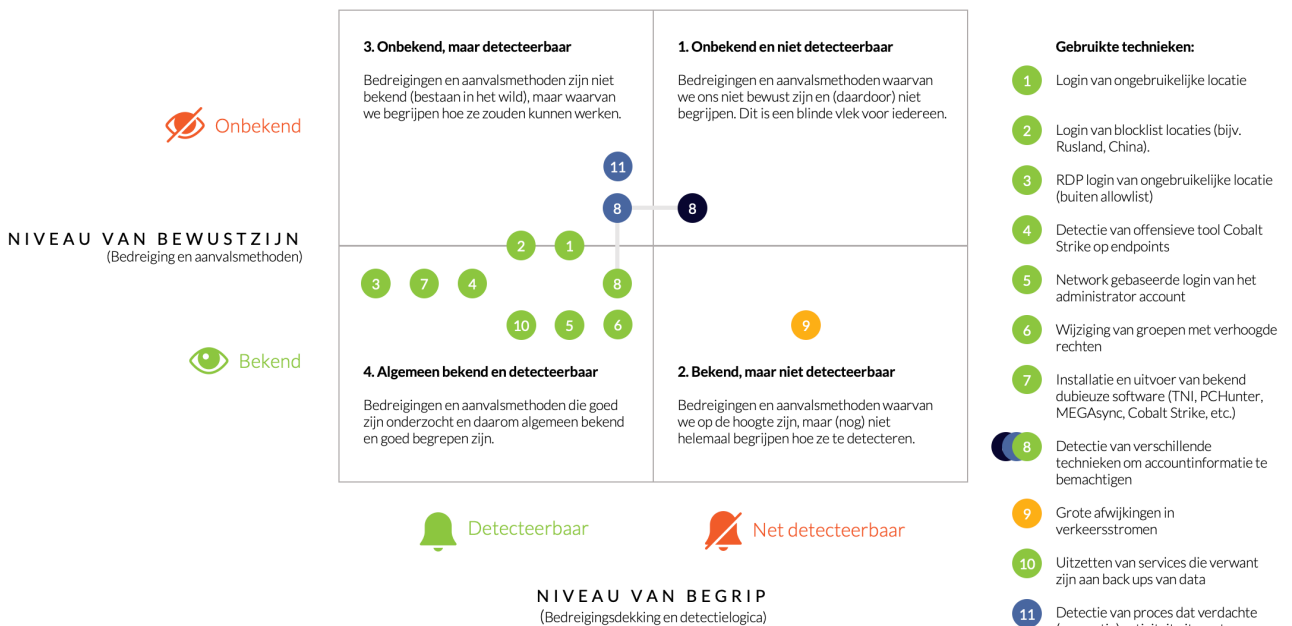 3. Onbekend, maar detecteerbaar
Bedreigingen en aanvalsmethoden zijn niet
bekend (bestaan in het wild), maar waarvan
we begrijpen hoe ze zouden kunnen werken.
1. Onbekend en niet detecteerbaar
Bedreigingen en aanvalsmethoden waarvan
we ons niet bewust zijn en (daardoor) niet
begrijpen. Dit is een blinde vlek voor iedereen.
Onbekend
11
8
8
NIVEAU VAN BEWUSTZIJN
(Bedreiging en aanvalsmethoden)
2
1
3
7
4
8
10
5
6
9
Bekend
4. Algemeen bekend en detecteerbaar
Bedreigingen en aanvalsmethoden die goed
zijn onderzocht en daarom algemeen bekend
en goed begrepen zijn.
2. Bekend, maar niet detecteerbaar
Bedreigingen en aanvalsmethoden waarvan
we op de hoogte zijn, maar (nog) niet
helemaal begrijpen hoe ze te detecteren.
Detecteerbaar
Net detecteerbaar
NIVEAU VAN BEGRIP
(Bedreigingsdekking en detectielogica)
Gebruikte technieken:
1 Login van ongebruikelijke locatie
2 Login van blocklist locaties (bijv.
Rusland, China).
3 RDP login van ongebruikelijke locatie
(buiten allowlist)
4 Detectie van offensieve tool Cobalt
Strike op endpoints
5 Network gebaseerde login van het
administrator account
6 Wijziging van groepen met verhoogde
rechten
7 Installatie en uitvoer van bekend
dubieuze software (TNI, PCHunter,
MEGAsync, Cobalt Strike, etc.)
8 Detectie van verschillende
technieken om accountinformatie te
bemachtigen
9 Grote afwijkingen in
verkeersstromen
10 Uitzetten van services die verwant
zijn aan back ups van data
11 Detectie van proces dat verdachte